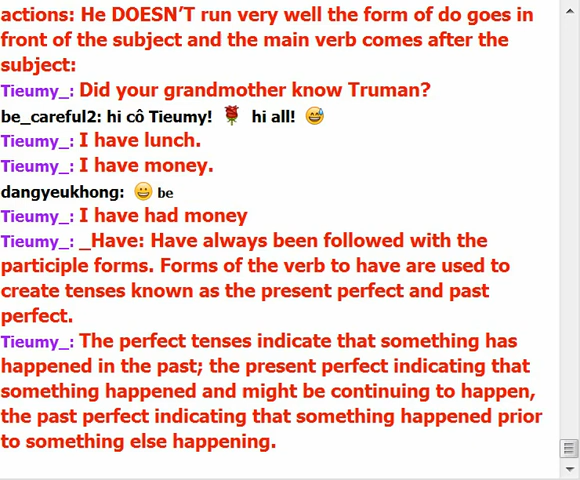 actions: He DOESN'T run very well the form of do goes in
front of the subject and the main verb comes after the
subject:
Tieumy_: Did your grandmother know Truman?
be_careful2: hi cô Tieumy! 🌹 hi all! 😅
Tieumy_: I have lunch.
Tieumy_: I have money.
dangyeukhong: 😀 be
Tieumy_: I have had money
Tieumy_: _Have: Have always been followed with the
participle forms. Forms of the verb to have are used to
create tenses known as the present perfect and past
perfect.
Tieumy_: The perfect tenses indicate that something has
happened in the past; the present perfect indicating that
something happened and might be continuing to happen,
the past perfect indicating that something happened prior
to something else happening.